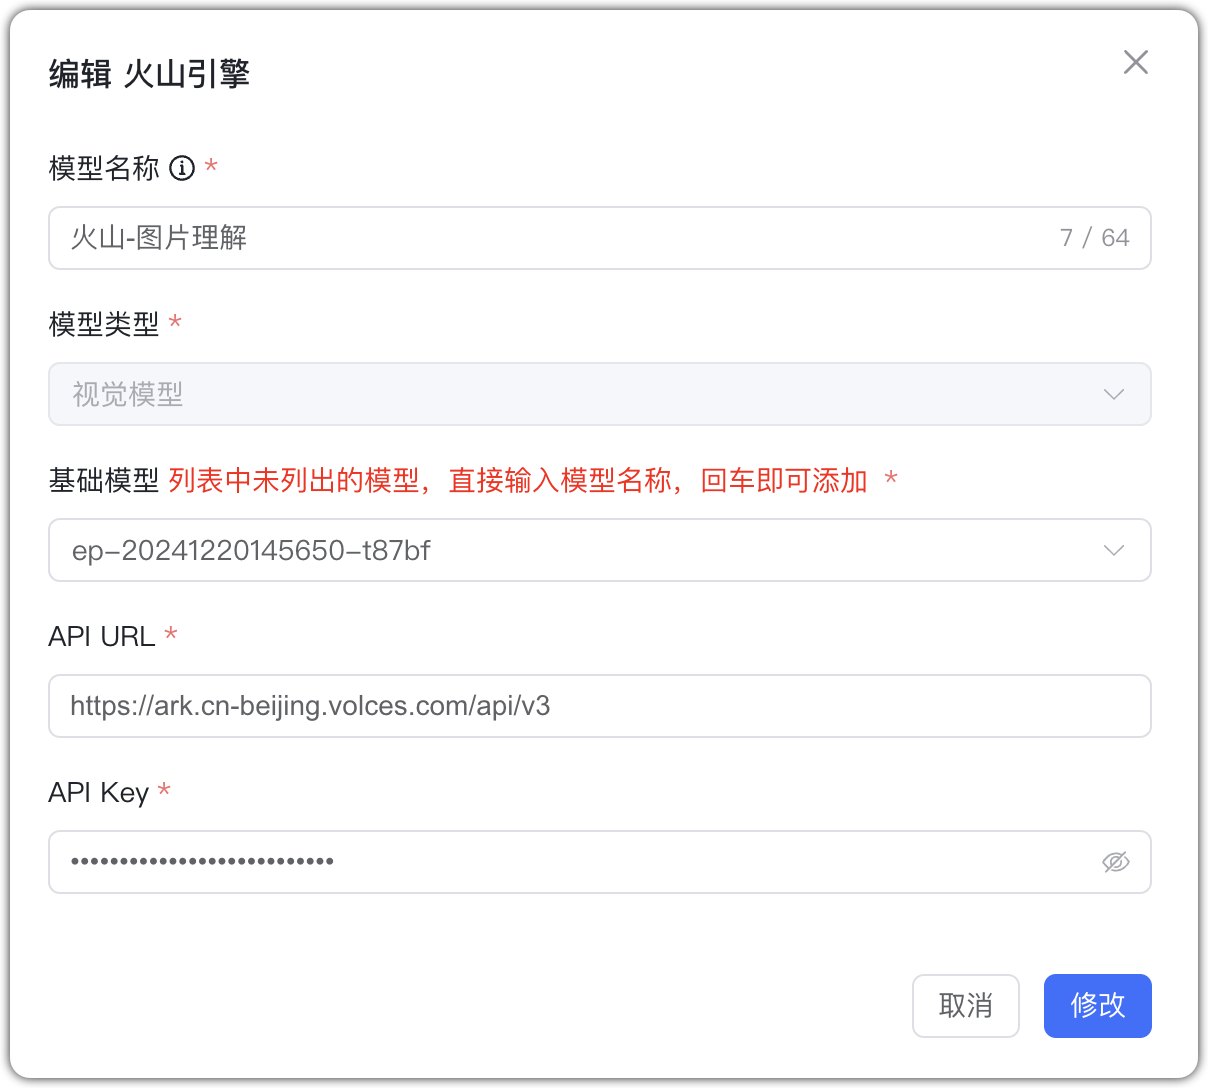 编辑 火山引擎
模型名称 *
火山-图片理解 7 / 64
模型类型 *
视觉模型
基础模型 列表中未列出的模型，直接输入模型名称，回车即可添加 *
ep-20241220145650-t87bf
API URL *
https://ark.cn-beijing.volces.com/api/v3
API Key *
•••••••••••••••••••••••••••
取消 修改